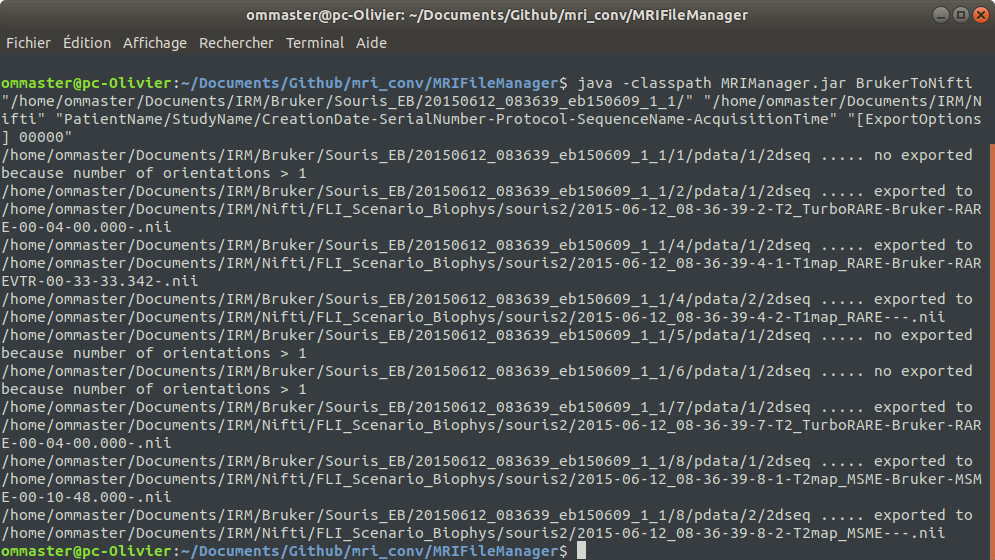 ommaster@pc-Olivier: ~/Documents/Github/mri_conv/MRIFileManager
Fichier Édition Affichage Rechercher Terminal Aide
ommaster@pc-Olivier:~/Documents/Github/mri_conv/MRIFileManager$ java -classpath MRIManager.jar BrukerToNifti
"/home/ommaster/Documents/IRM/Bruker/Souris_EB/20150612_083639_eb150609_1_1/" "/home/ommaster/Documents/IRM/N
ifti" "PatientName/StudyName/CreationDate-SerialNumber-Protocol-SequenceName-AcquisitionTime" "[ExportOptions
] 00000"
/home/ommaster/Documents/IRM/Bruker/Souris_EB/20150612_083639_eb150609_1_1/1/pdata/1/2dseq ..... no exported
because number of orientations > 1
/home/ommaster/Documents/IRM/Bruker/Souris_EB/20150612_083639_eb150609_1_1/2/pdata/1/2dseq ..... exported to
/home/ommaster/Documents/IRM/Nifti/FLI_Scenario_Biophys/souris2/2015-06-12_08-36-39-2-T2_TurboRARE-Bruker-RAR
E-00-04-00.000-.nii
/home/ommaster/Documents/IRM/Bruker/Souris_EB/20150612_083639_eb150609_1_1/4/pdata/1/2dseq ..... exported to
/home/ommaster/Documents/IRM/Nifti/FLI_Scenario_Biophys/souris2/2015-06-12_08-36-39-4-1-T1map_RARE-Bruker-RAR
EVTR-00-33-33.342-.nii
/home/ommaster/Documents/IRM/Bruker/Souris_EB/20150612_083639_eb150609_1_1/4/pdata/2/2dseq ..... exported to
/home/ommaster/Documents/IRM/Nifti/FLI_Scenario_Biophys/souris2/2015-06-12_08-36-39-4-2-T1map_RARE---.nii
/home/ommaster/Documents/IRM/Bruker/Souris_EB/20150612_083639_eb150609_1_1/5/pdata/1/2dseq ..... no exported
because number of orientations > 1
/home/ommaster/Documents/IRM/Bruker/Souris_EB/20150612_083639_eb150609_1_1/6/pdata/1/2dseq ..... no exported
because number of orientations > 1
/home/ommaster/Documents/IRM/Bruker/Souris_EB/20150612_083639_eb150609_1_1/7/pdata/1/2dseq ..... exported to
/home/ommaster/Documents/IRM/Nifti/FLI_Scenario_Biophys/souris2/2015-06-12_08-36-39-7-T2_TurboRARE-Bruker-RAR
E-00-04-00.000-.nii
/home/ommaster/Documents/IRM/Bruker/Souris_EB/20150612_083639_eb150609_1_1/8/pdata/1/2dseq ..... exported to
/home/ommaster/Documents/IRM/Nifti/FLI_Scenario_Biophys/souris2/2015-06-12_08-36-39-8-1-T2map_MSME-Bruker-MSM
E-00-10-48.000-.nii
/home/ommaster/Documents/IRM/Bruker/Souris_EB/20150612_083639_eb150609_1_1/8/pdata/2/2dseq ..... exported to
/home/ommaster/Documents/IRM/Nifti/FLI_Scenario_Biophys/souris2/2015-06-12_08-36-39-8-2-T2map_MSME---.nii
ommaster@pc-Olivier:~/Documents/Github/mri_conv/MRIFileManager$